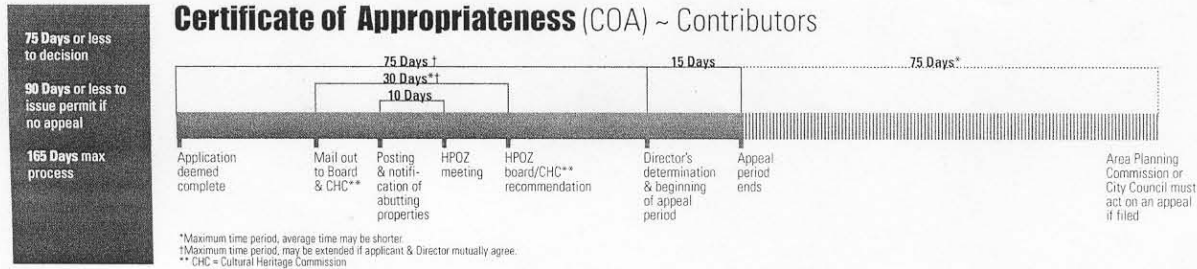 Certificate of Appropriateness (COA) ~ Contributors
75 Days or less
to decision
90 Days or less to
issue permit if
no appeal
165 Days max
process
75 Days †
15 Days
75 Days*
30 Days*†
10 Days
Application
deemed
complete
Mail out
to Board
& CHC**
Posting
& notifi-
cation of
abutting
properties
HPOZ
meeting
HPOZ
board/CHC**
recommendation
Director's
determination
& beginning
of appeal
period
Appeal
period
ends
Area Planning
Commission or
City Council must
act on an appeal
if filed
*Maximum time period, average time may be shorter.
†Maximum time period, may be extended if applicant & Director mutually agree.
** CHC = Cultural Heritage Commission